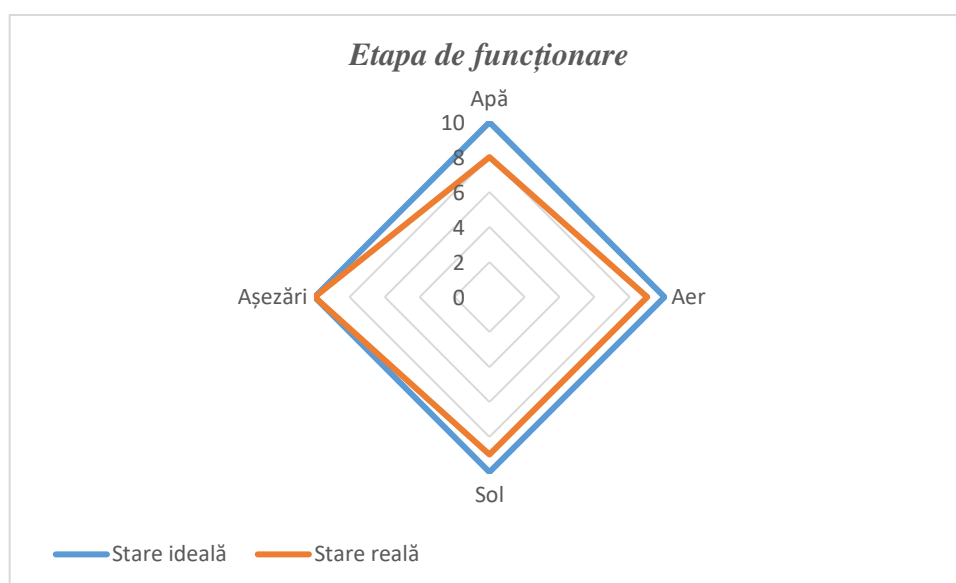 Etapa de funcționare
Apă
10
8
6
4
2
0
Așezări
Aer
Sol
Stare ideală
Stare reală